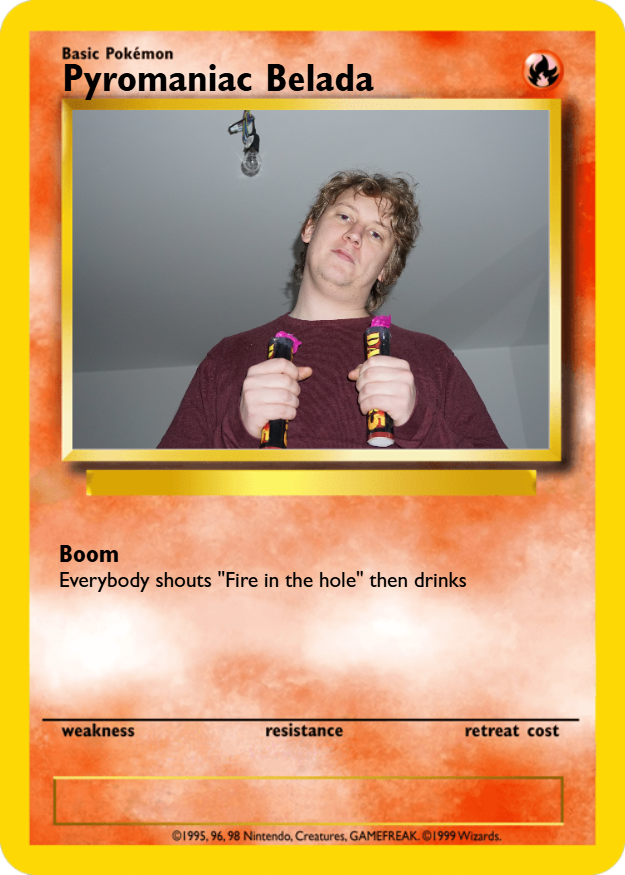 Basic Pokémon
Pyromaniac Belada
Boom
Everybody shouts "Fire in the hole" then drinks
weakness resistance retreat cost
©1995, 96, 98 Nintendo, Creatures, GAMEFREAK. ©1999 Wizards.